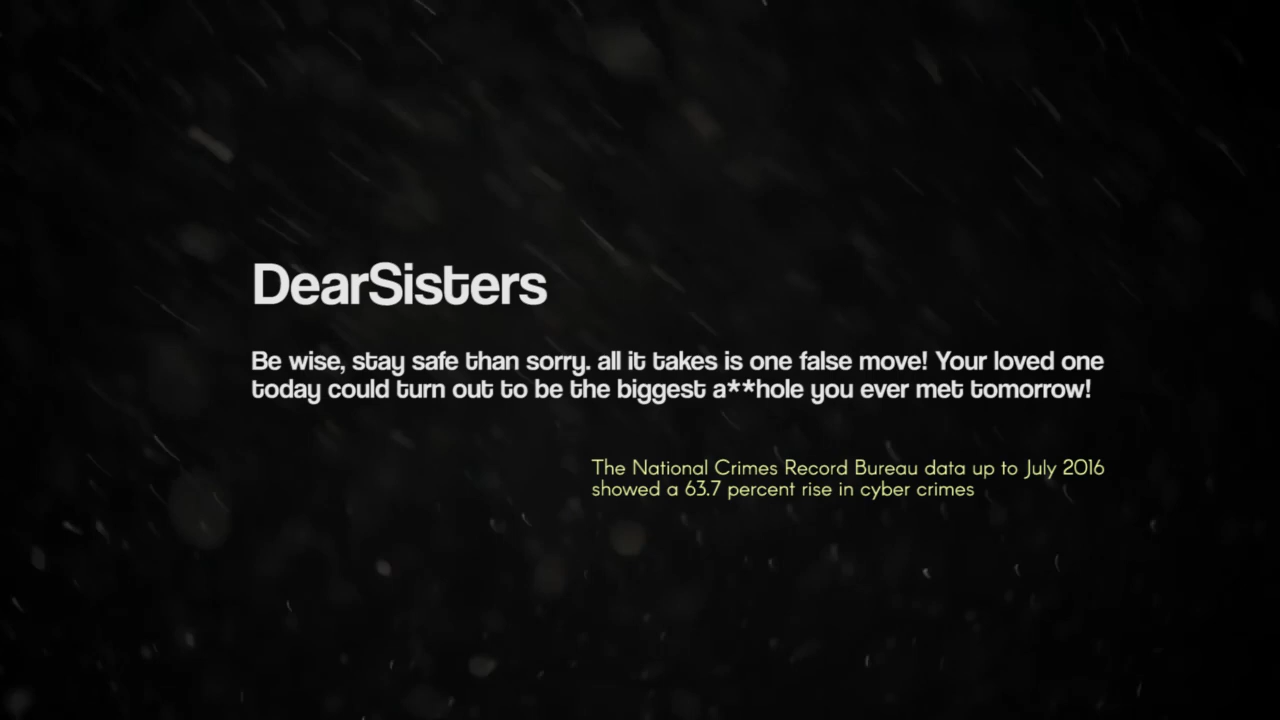 DearSisters
Be wise, stay safe than sorry. all it takes is one false move! Your loved one
today could turn out to be the biggest a**hole you ever met tomorrow!
The National Crimes Record Bureau data up to July 2016
showed a 63.7 percent rise in cyber crimes